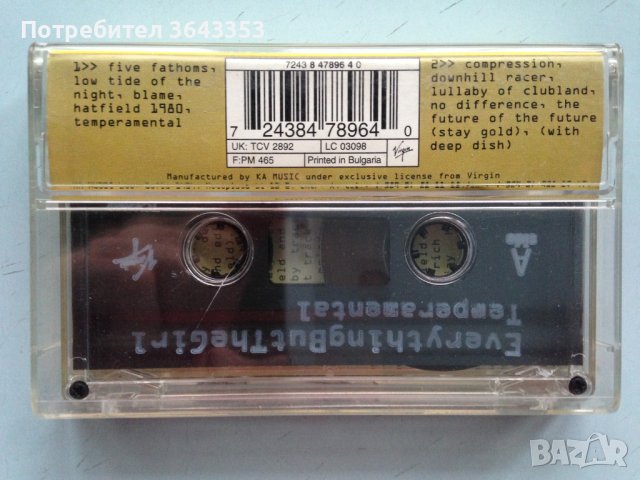 Потребител 3643353
1>> five fathoms,
low tide of the
night, blame,
hatfield 1980,
temperamental
7243 8 47896 4 0
7 24384 78964 0
UK: TCV 2892
LC 03098
F:PM 465
Printed in Bulgaria
Virgin
2>> compression,
downhill racer,
lullaby of clubland,
no difference, the
future of the future
(stay gold), (with
deep dish)
Manufactured by KA MUSIC under exclusive license from Virgin
A
EverythingButTheGirl
Temperamental
BAZAR